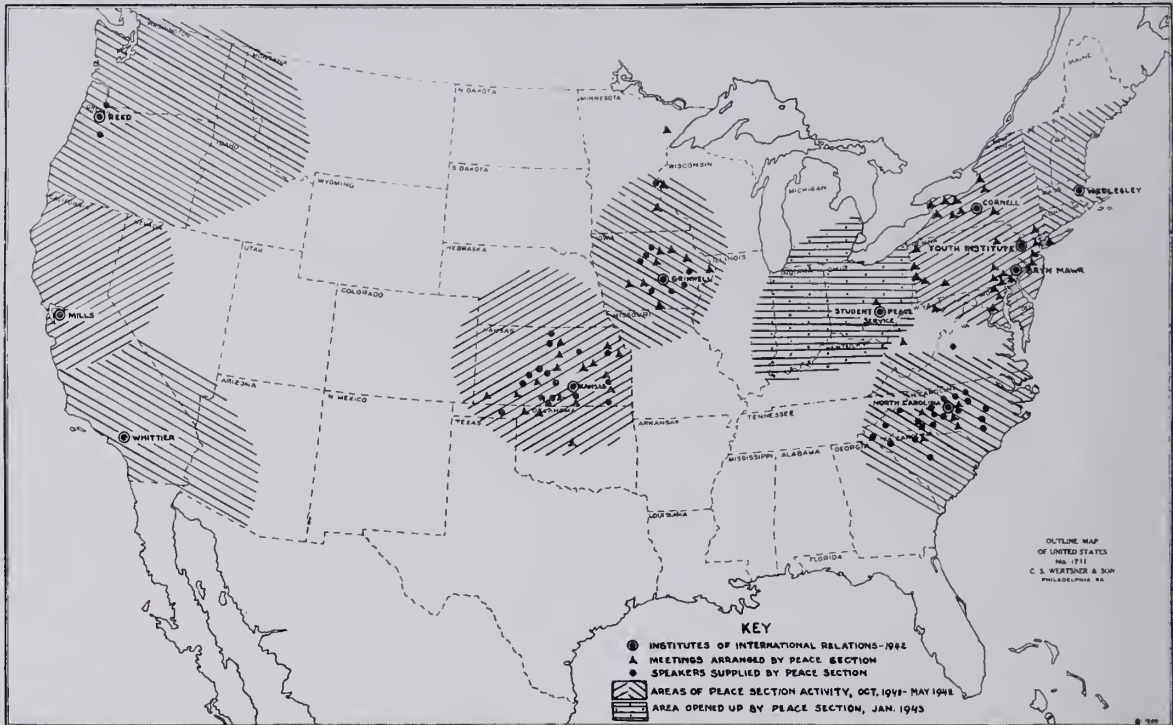 WASHINGTON
MONTANA
N. DAKOTA
MINNESOTA
MAINE
REED
IDAHO
S. DAKOTA
WISCONSIN
MICHIGAN
WYOMING
CORNELL
MASS
CONN
CALIFORNIA
NEVADA
UTAH
NEBRASKA
IOWA
ILLINOIS
INDIANA
OHIO
YOUTH INSTITUTE
GRINNELL
BRYN MAWR
COLORADO
MILLS
MISSOURI
STUDENT PEACE
SERVICE
KANSAS
ARIZONA
N. MEXICO
KANSAS
N. CAROLINA
NORTH CAROLINA
TEXAS
OKLAHOMA
ARKANSAS
TENNESSEE
WHITTIER
MISSISSIPPI
ALABAMA
GEORGIA
LOUISIANA
FLORIDA
OUTLINE MAP
OF UNITED STATES
No. 1711
C. S. WERTSNER & SON
PHILADELPHIA PA
KEY
INSTITUTES OF INTERNATIONAL RELATIONS-1942
MEETINGS ARRANGED BY PEACE SECTION
SPEAKERS SUPPLIED BY PEACE SECTION
AREAS OF PEACE SECTION ACTIVITY, OCT, 1941- MAY 1942
AREA OPENED UP BY PEACE SECTION, JAN. 1943